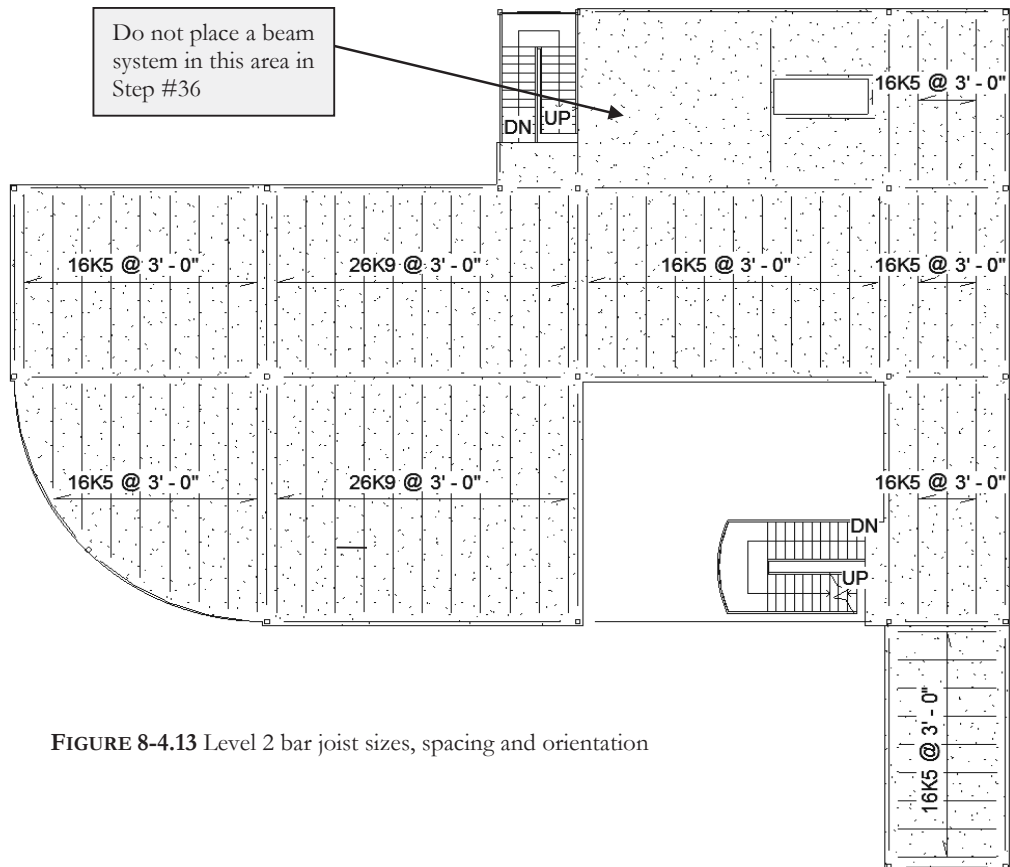 Do not place a beam
system in this area in
Step #36
DN
UP
16K5 @ 3' - 0"
16K5 @ 3' - 0"
26K9 @ 3' - 0"
16K5 @ 3' - 0"
16K5 @ 3' - 0"
16K5 @ 3' - 0"
26K9 @ 3' - 0"
16K5 @ 3' - 0"
DN
UP
16K5 @ 3' - 0"
FIGURE 8-4.13 Level 2 bar joist sizes, spacing and orientation